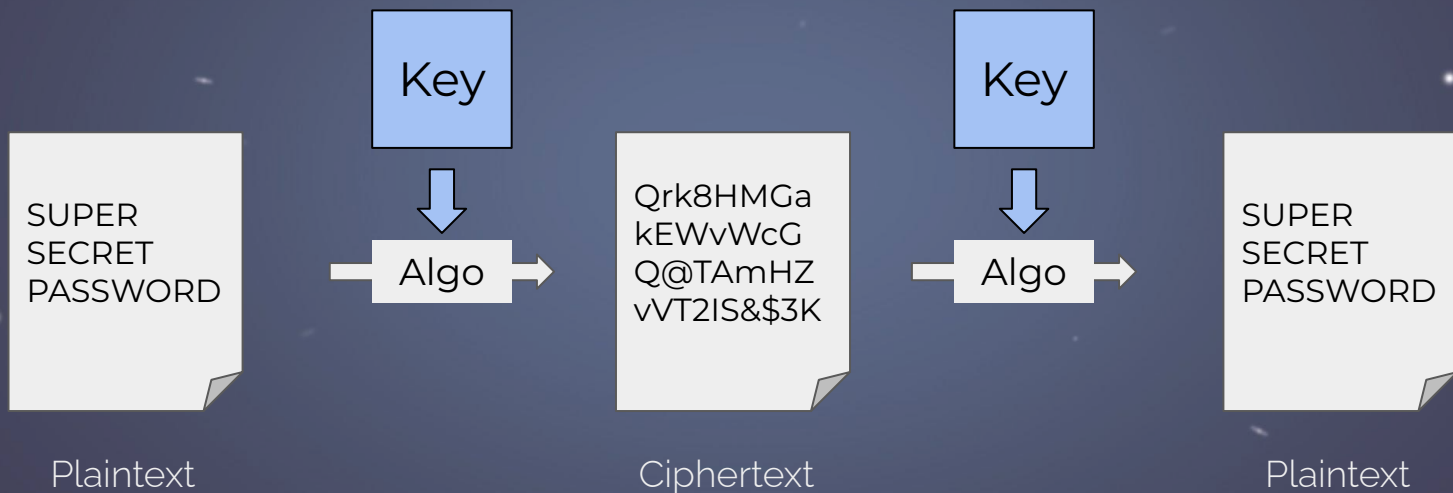 Key
Key
SUPER
SECRET
PASSWORD
Algo
Qrk8HMGa
kEWvWcG
Q@TAmHZ
vVT2IS&$3K
Algo
SUPER
SECRET
PASSWORD
Plaintext
Ciphertext
Plaintext